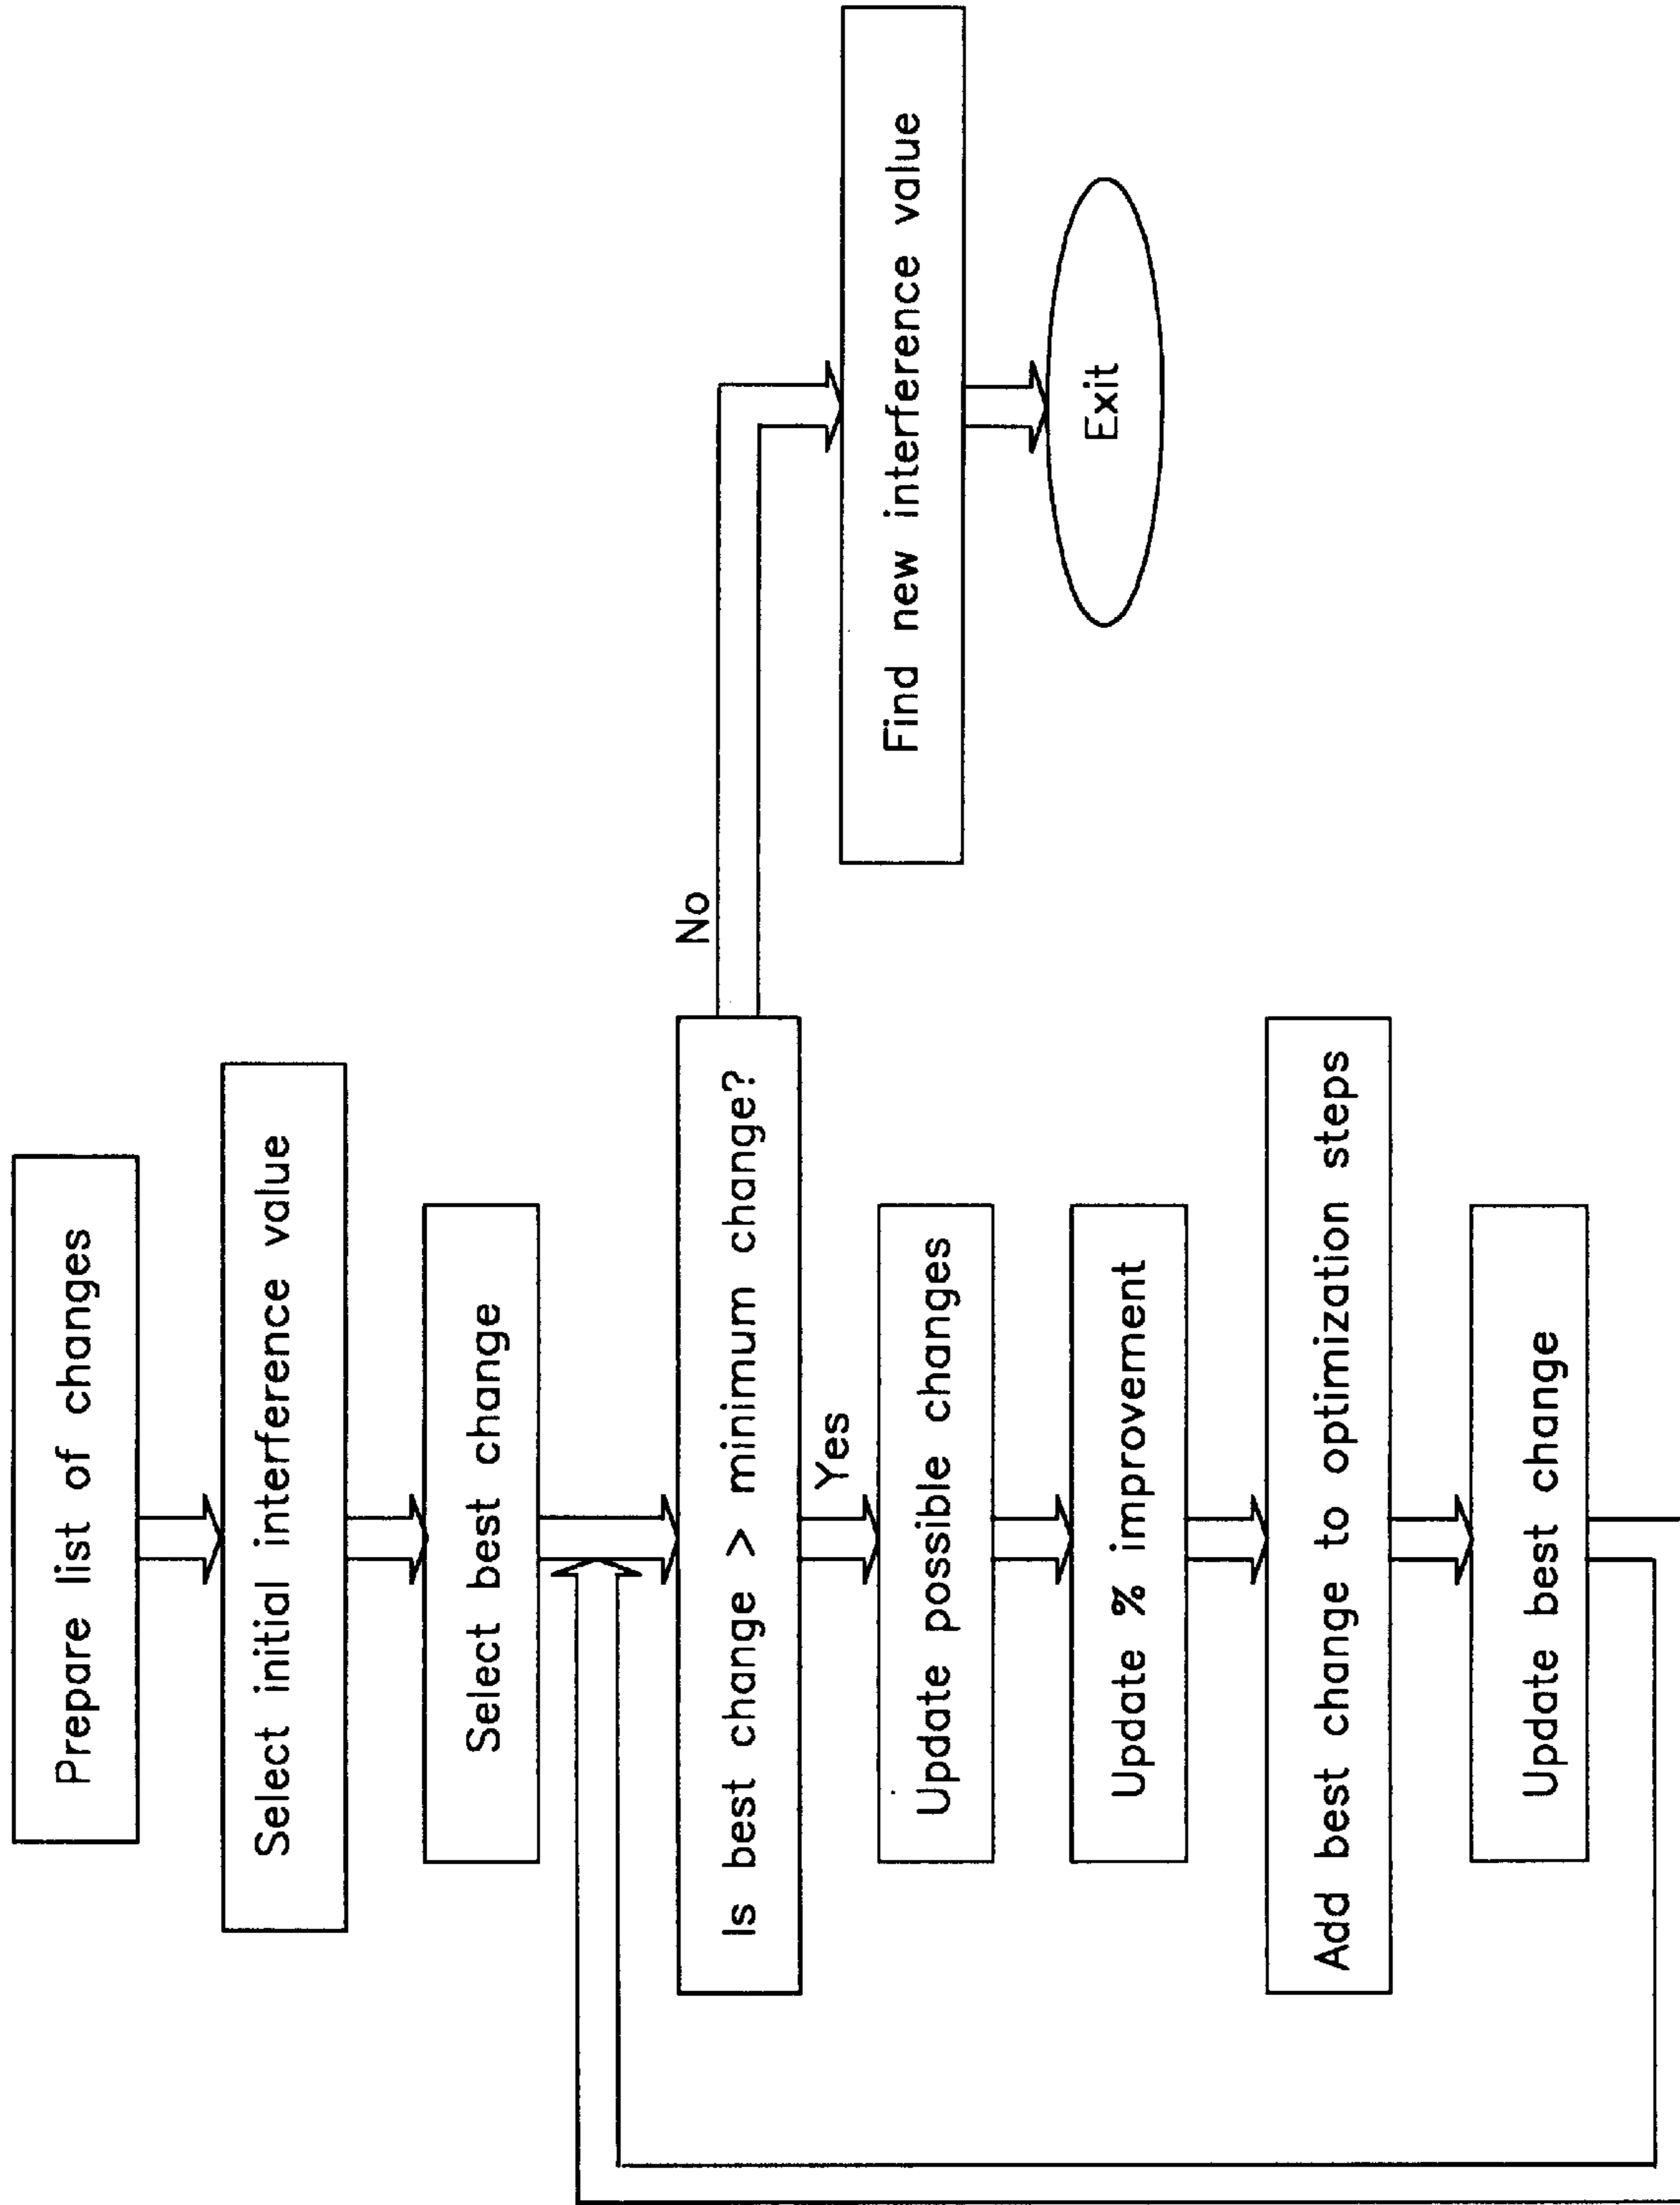 Prepare list of changes
Select initial interference value
Select best change
Is best change > minimum change?
No
Yes
Find new interference value
Update possible changes
Exit
Update % improvement
Add best change to optimization steps
Update best change